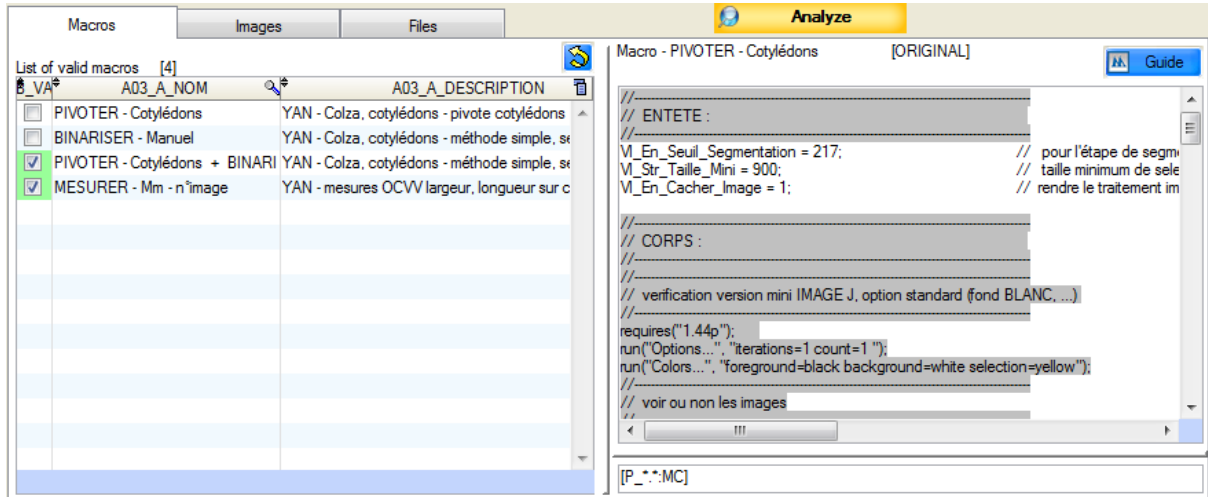 Macros
Images
Files
Analyze
List of valid macros [4]
B_VA A03_A_NOM A03_A_DESCRIPTION
PIVOTER - Cotylédons YAN - Colza, cotylédons - pivote cotylédons
BINARISER - Manuel YAN - Colza, cotylédons - méthode simple, se
PIVOTER - Cotylédons + BINARI YAN - Colza, cotylédons - méthode simple, se
MESURER - Mm - n°image YAN - mesures OCVV largeur, longueur sur c
Macro - PIVOTER - Cotylédons [ORIGINAL]
Guide
//----------------------------------------
// ENTETE :
//----------------------------------------
VI_En_Seuil_Segmentation = 217; // pour l'étape de segm
VI_Str_Taille_Mini = 900; // taille minimum de sele
VI_En_Cacher_Image = 1; // rendre le traitement im
//----------------------------------------
// CORPS :
//----------------------------------------
//----------------------------------------
// verification version mini IMAGE J, option standard (fond BLANC, ...)
//----------------------------------------
requires("1.44p");
run("Options...", "iterations=1 count=1 ");
run("Colors...", "foreground=black background=white selection=yellow");
//----------------------------------------
// voir ou non les images
//
[P_*.*:MC]